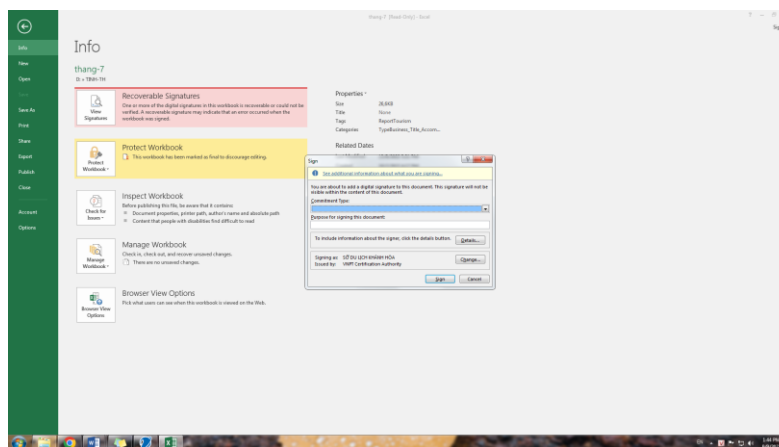 thang-7 [Read-Only] - Excel
Info
New
Open
Save
Save As
Print
Share
Export
Publish
Close
Account
Options
Info
thang-7
Recoverable Signatures
One or more of the digital signatures in this workbook is recoverable or could not be
verified. A recoverable signature may indicate that an error occurred when the
workbook was signed.
View
Signatures
Protect Workbook
This workbook has been marked as final to discourage editing.
Protect
Workbook
Inspect Workbook
Before publishing this file, be aware that it contains:
Document properties, printer path, author's name and absolute path
Content that people with disabilities find difficult to read
Check for
Issues
Manage Workbook
Check in, check out, and recover unsaved changes.
There are no unsaved changes.
Manage
Workbook
Browser View Options
Pick what users can see when this workbook is viewed on the Web.
Browser View
Options
Properties
Size
Title None
Tags ReportTourism
Categories TypeBusiness_Title_Accom...
Related Dates
Sign
See additional information about what you are signing...
You are about to add a digital signature to this document. This signature will not be
visible within the content of this document.
Commitment Type:
Purpose for signing this document:
To include information about the signer, click the details button.
Details...
Signing as: SỞ DU LỊCH KHÁNH HÒA
Issued by: VNPT Certification Authority
Change...
Sign Cancel
EN